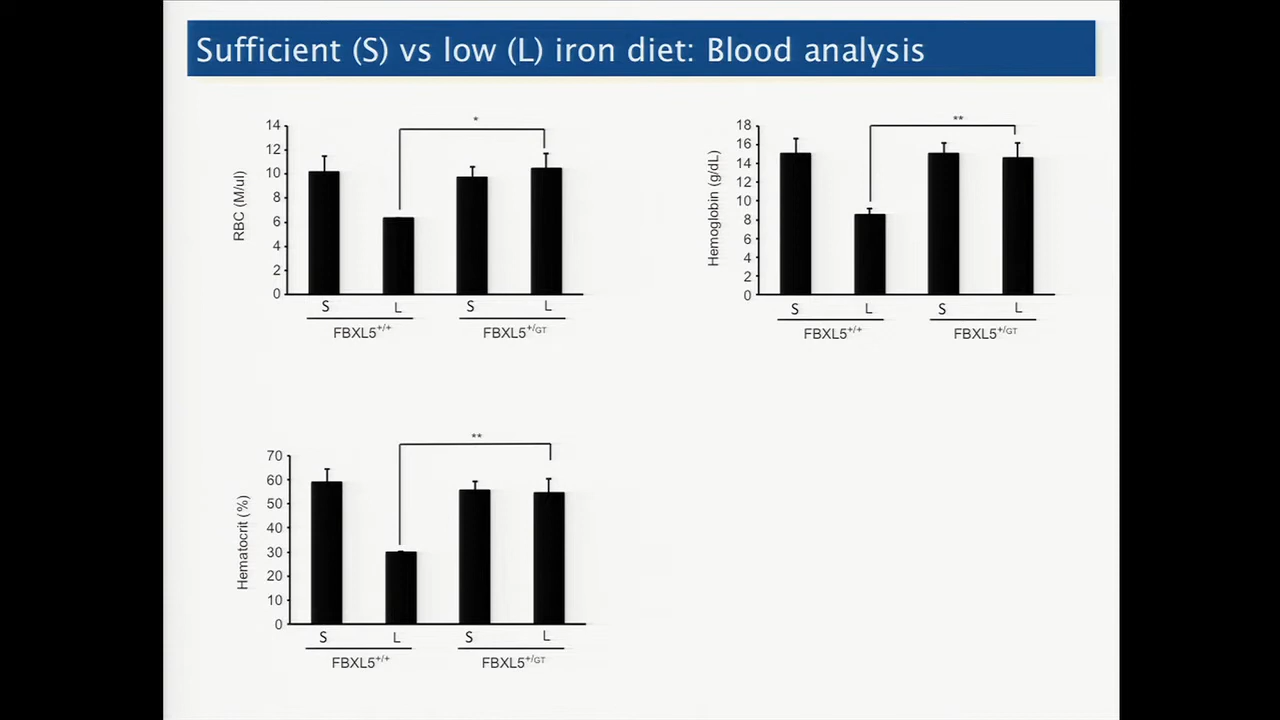 Sufficient (S) vs low (L) iron diet: Blood analysis
*
14
12
10
8
6
4
2
0
RBC (M/ul)
S L S L
FBXL5+/+ FBXL5+/GT
**
18
16
14
12
10
8
6
4
2
0
Hemoglobin (g/dL)
S L S L
FBXL5+/+ FBXL5+/GT
**
70
60
50
40
30
20
10
0
Hematocrit (%)
S L S L
FBXL5+/+ FBXL5+/GT